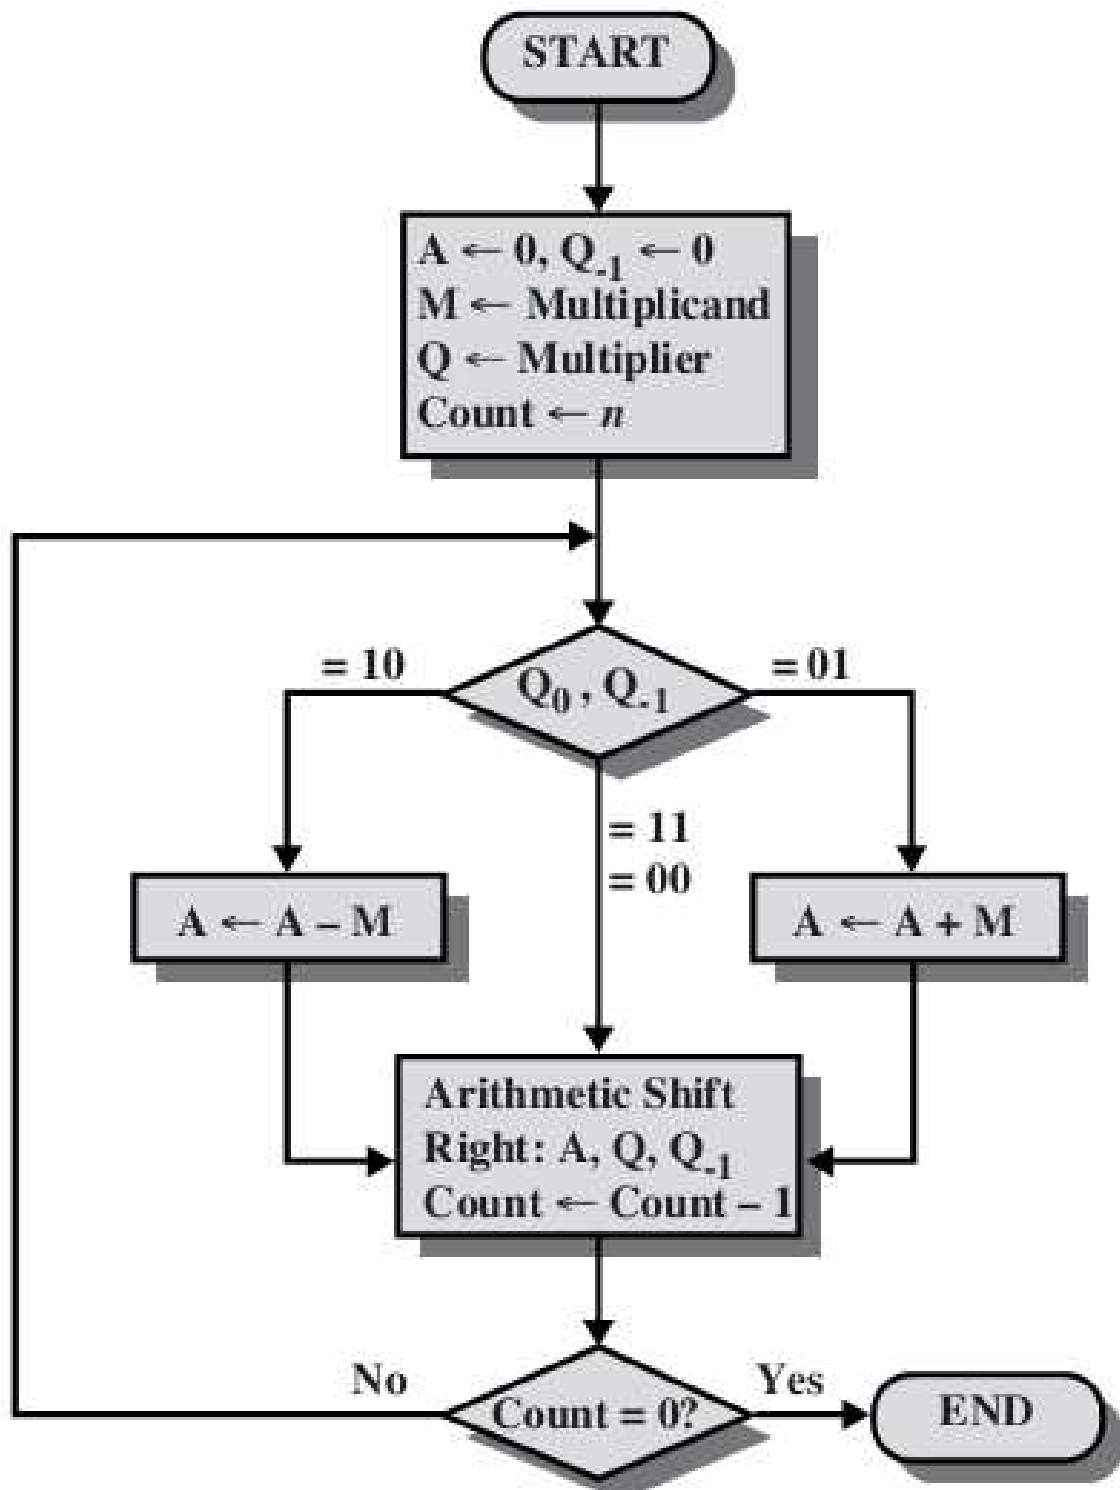 START
A ← 0, Q₋₁ ← 0
M ← Multiplicand
Q ← Multiplier
Count ← n
= 10
Q₀ , Q₋₁
= 01
= 11
= 00
A ← A – M
A ← A + M
Arithmetic Shift
Right: A, Q, Q₋₁
Count ← Count – 1
No
Count = 0?
Yes
END